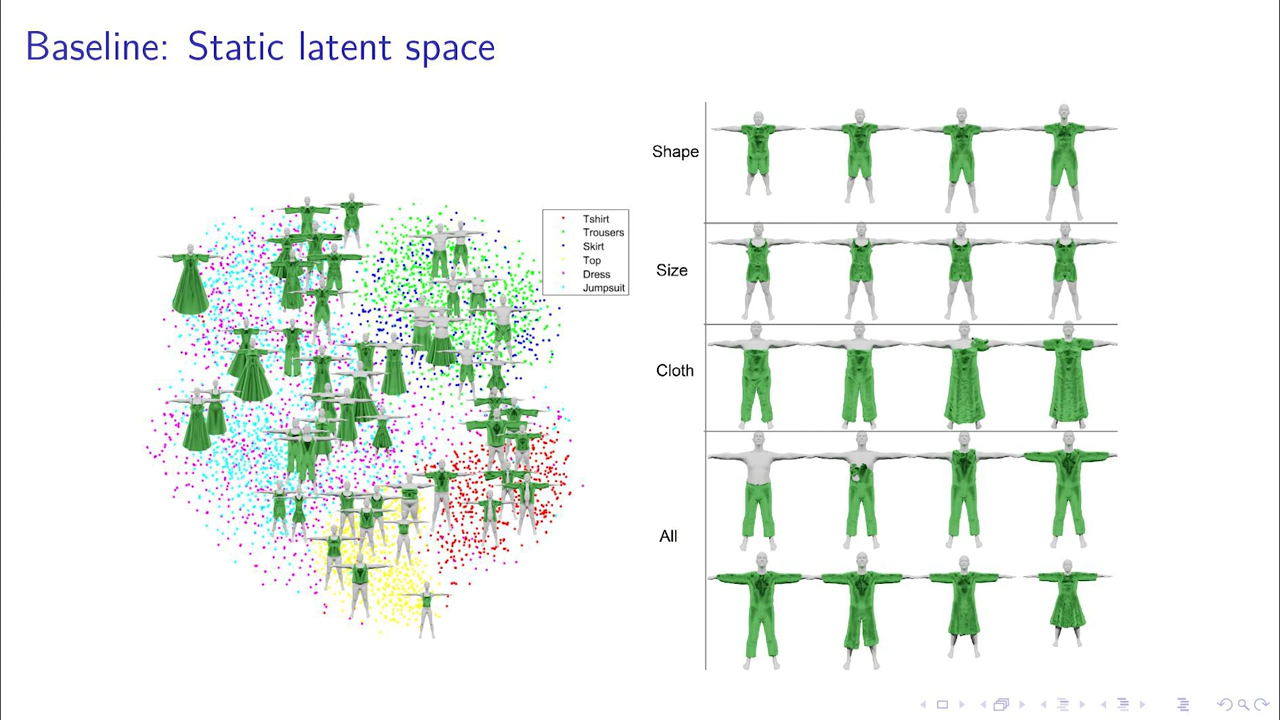 Baseline: Static latent space
Tshirt
Trousers
Skirt
Top
Dress
Jumpsuit
Shape
Size
Cloth
All